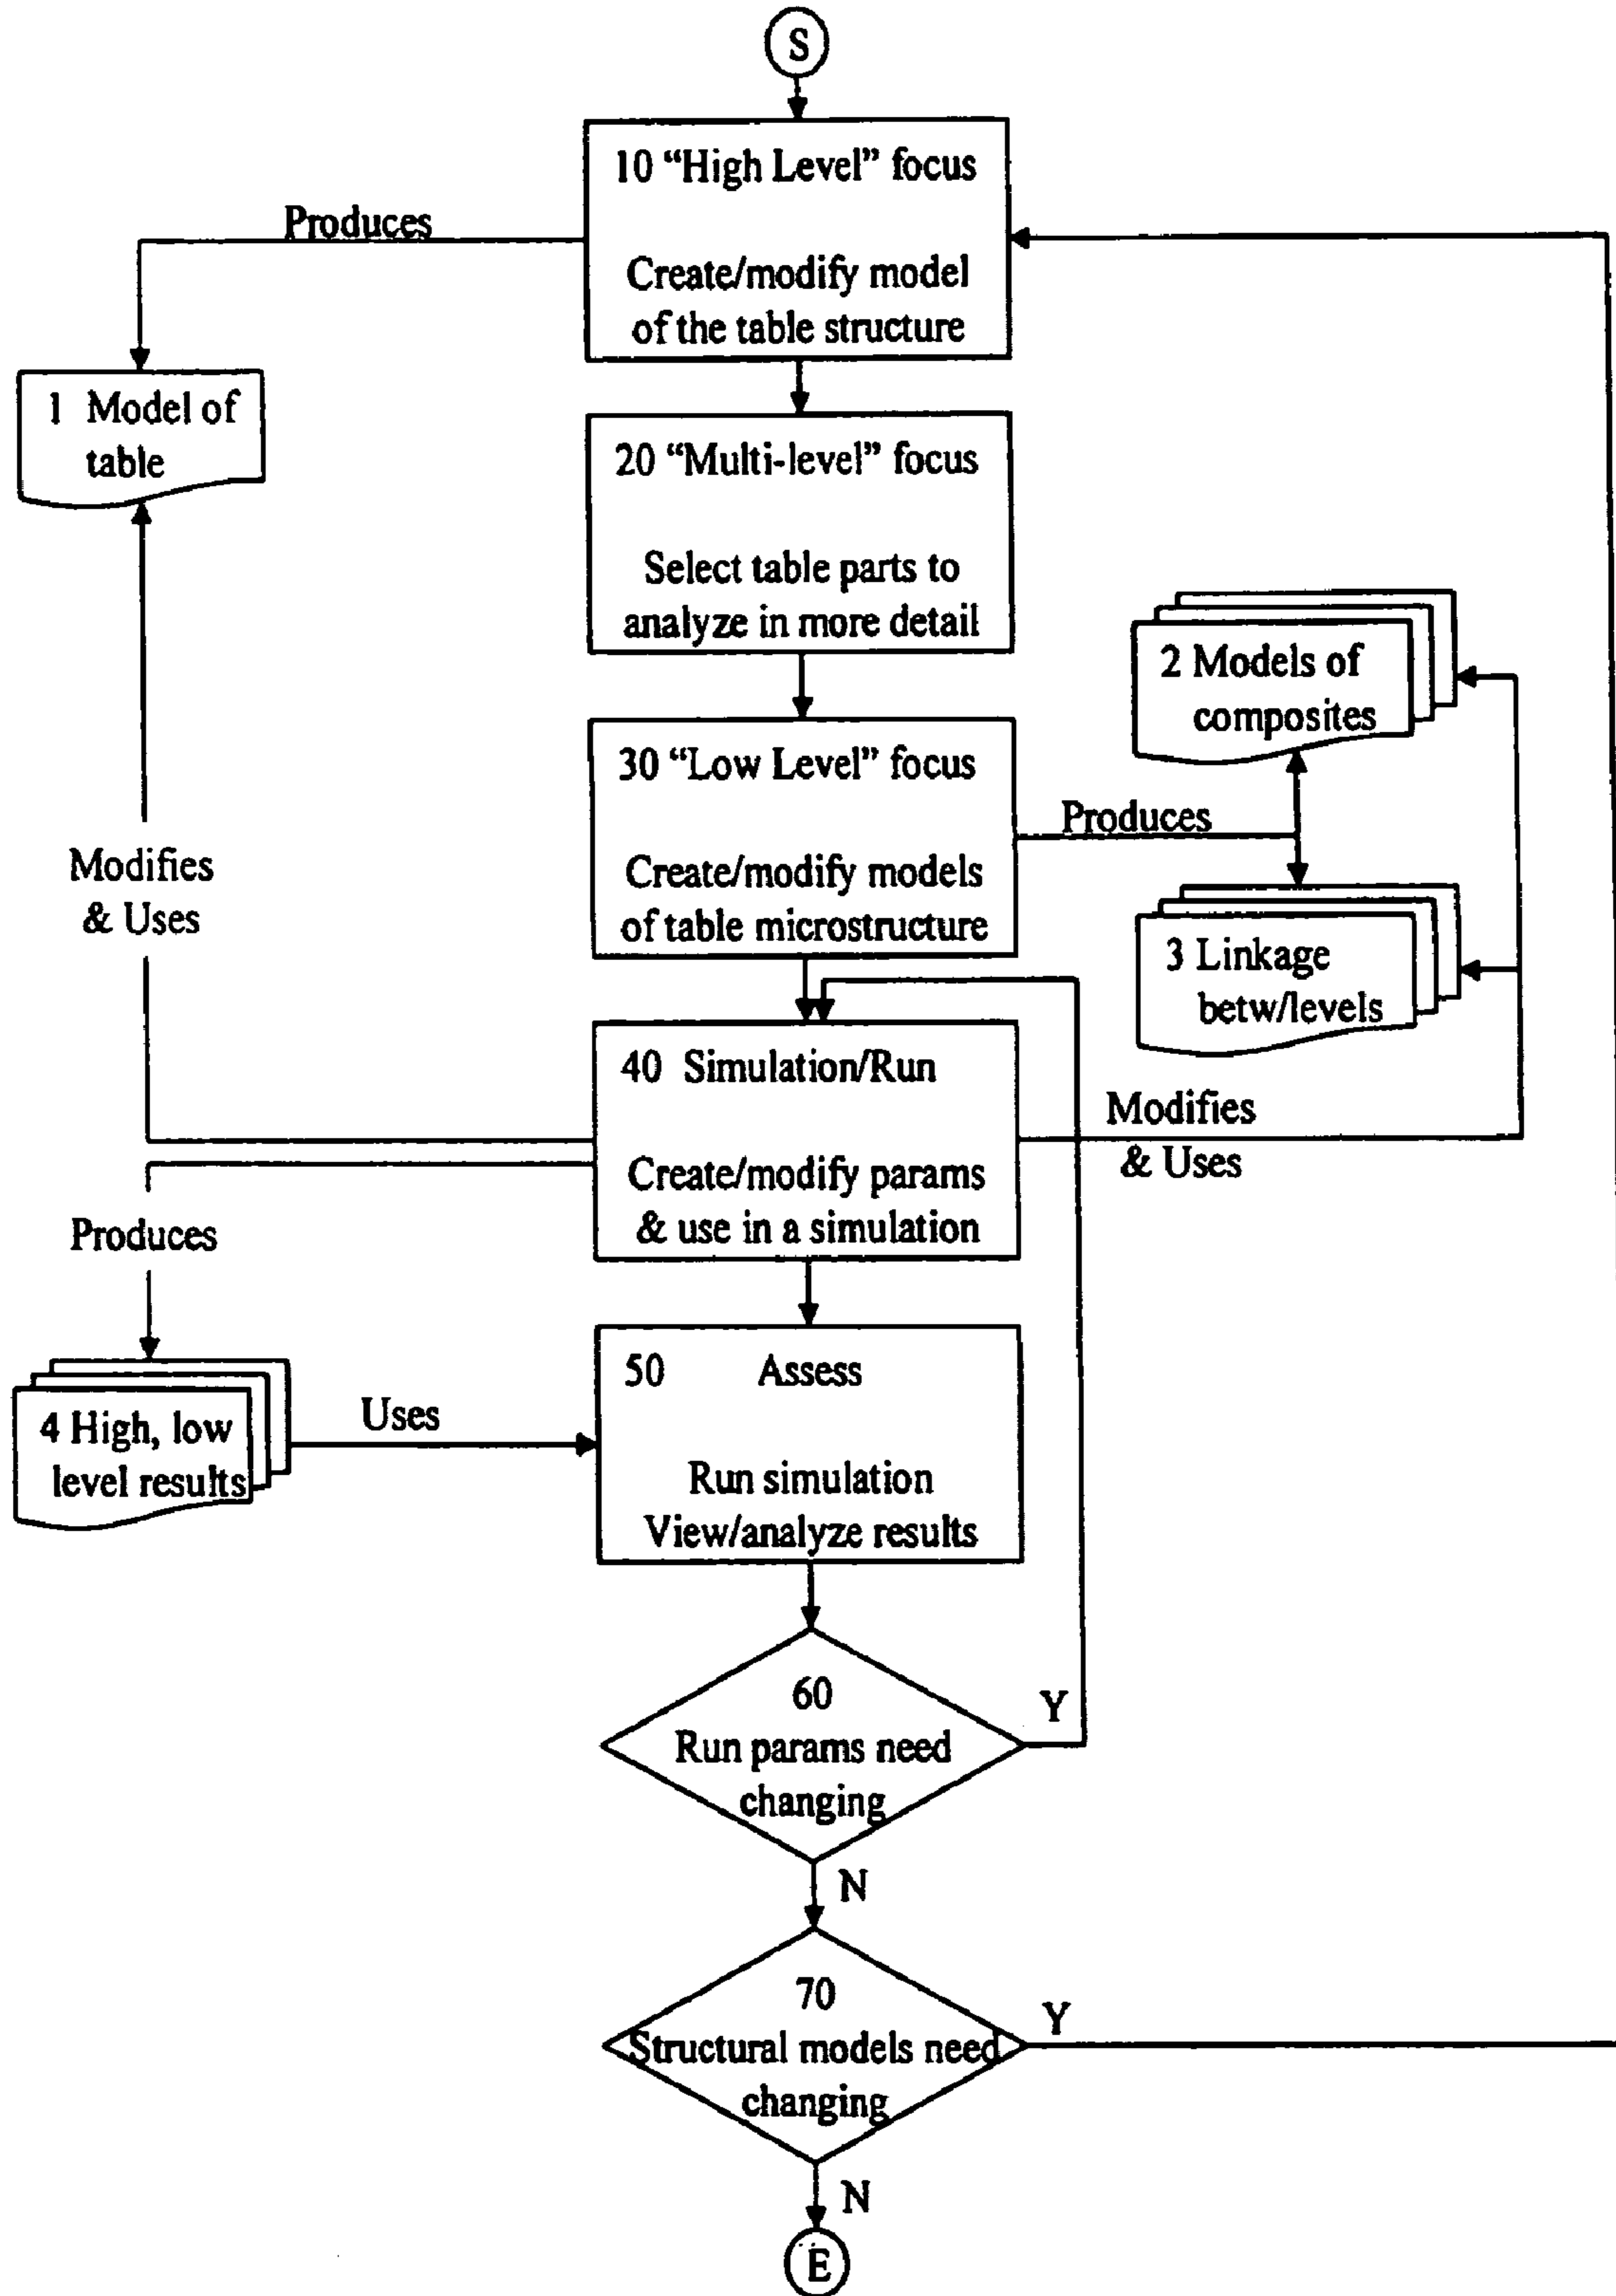 S
10 “High Level” focus
Create/modify model
of the table structure
Produces
1 Model of
table
20 “Multi-level” focus
Select table parts to
analyze in more detail
2 Models of
composites
30 “Low Level” focus
Create/modify models
of table microstructure
Produces
Modifies
& Uses
3 Linkage
betw/levels
40 Simulation/Run
Create/modify params
& use in a simulation
Modifies
& Uses
Produces
4 High, low
level results
Uses
50 Assess
Run simulation
View/analyze results
60
Run params need
changing
Y
N
70
Structural models need
changing
Y
N
E